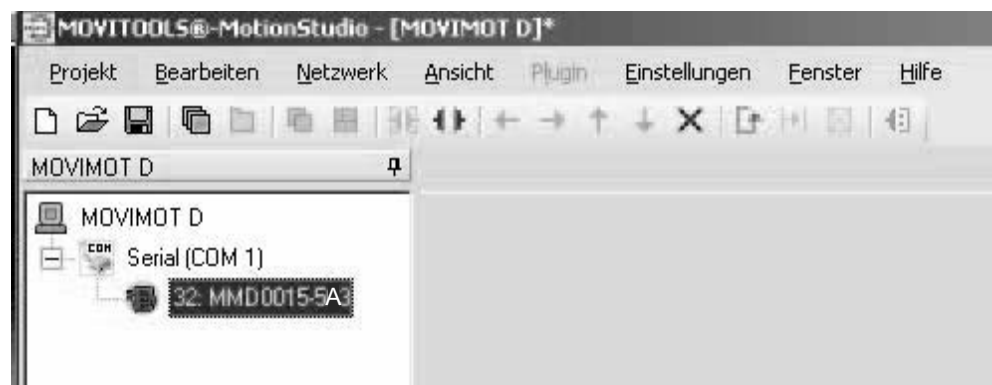 MOVITOOLS®-MotionStudio - [MOVIMOT D]*
Projekt Bearbeiten Netzwerk Ansicht Plugin Einstellungen Fenster Hilfe
MOVIMOT D
MOVIMOT D
COM
Serial (COM 1)
32: MMD0015-5A3